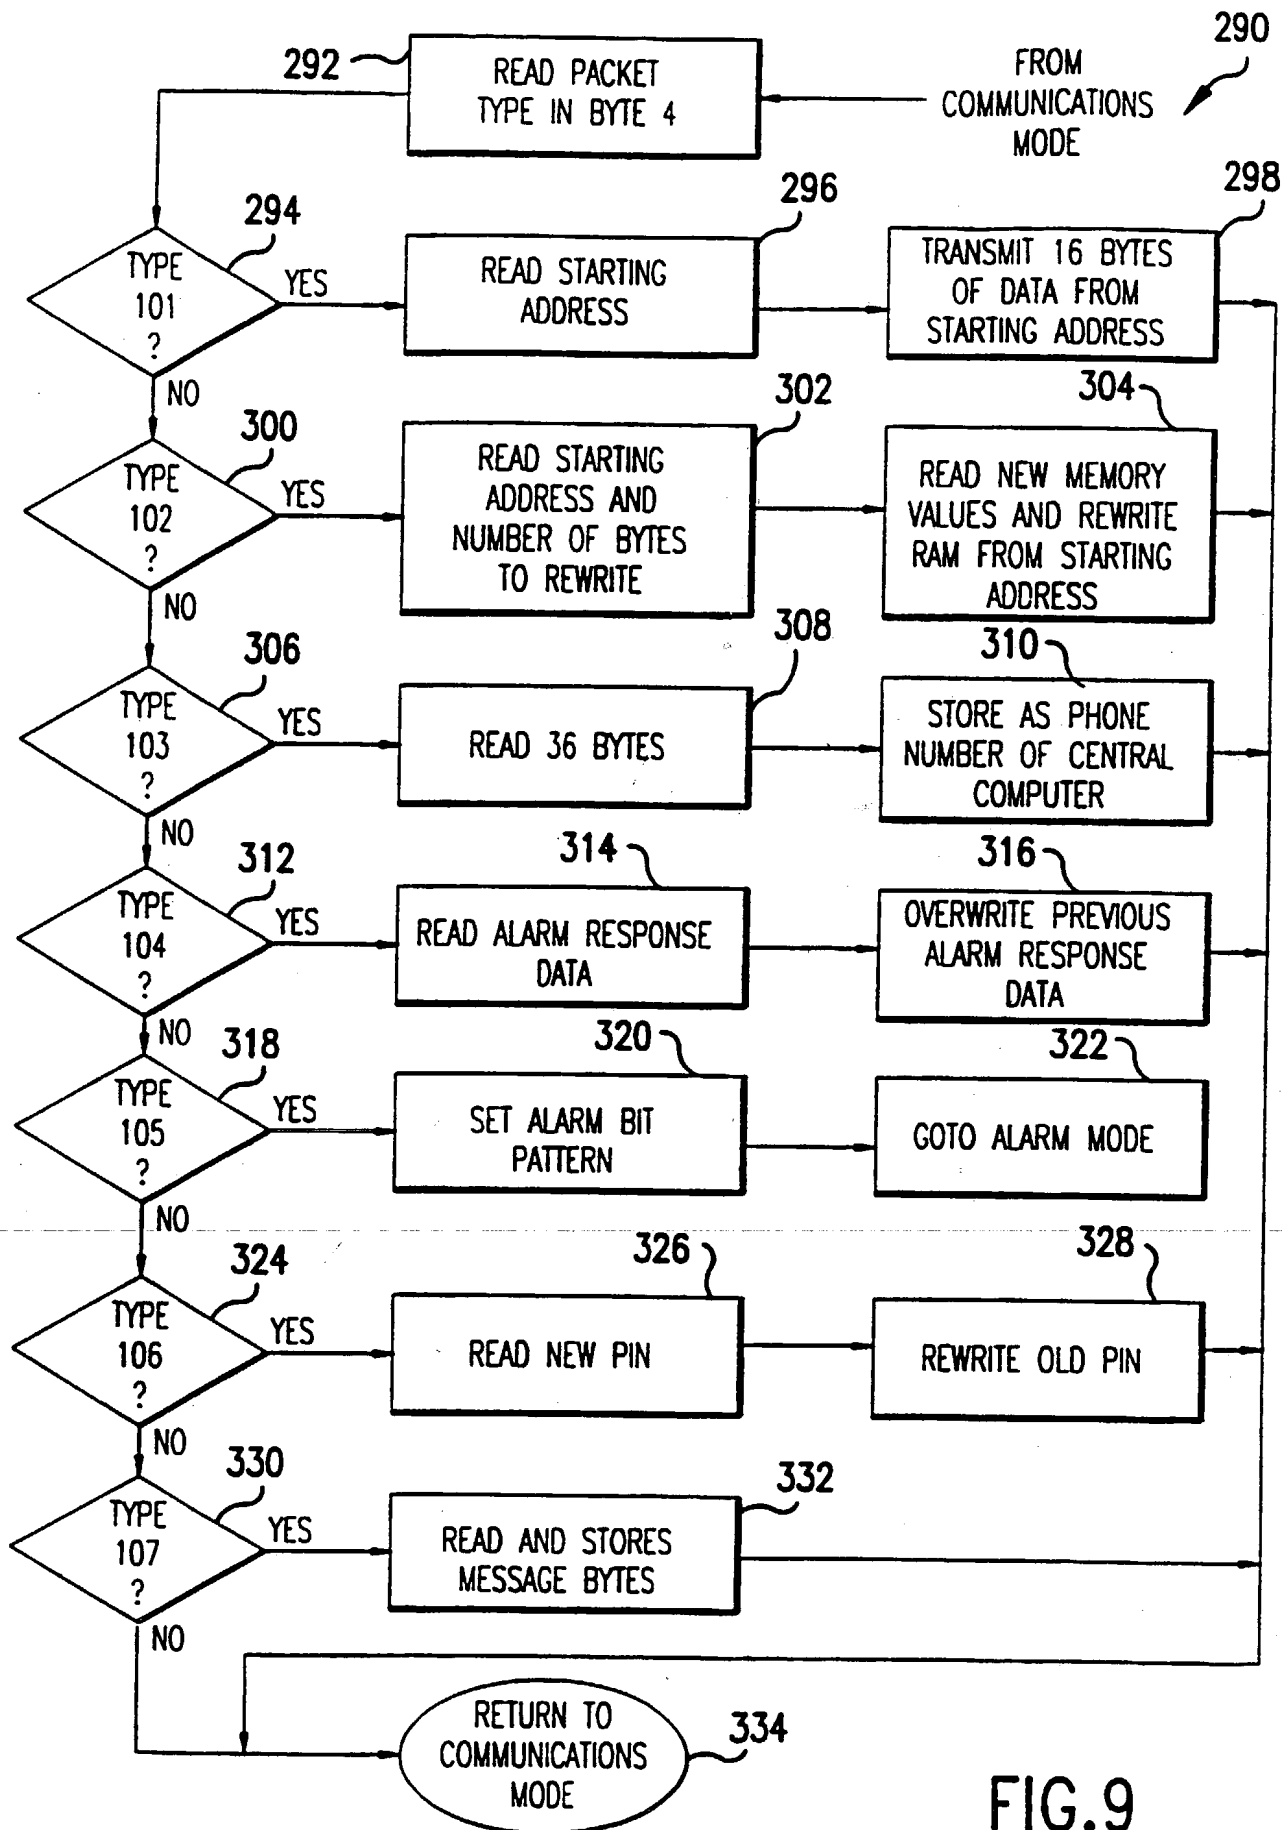 290
292
READ PACKET
TYPE IN BYTE 4
FROM
COMMUNICATIONS
MODE
294
TYPE
101
?
YES
NO
296
READ STARTING
ADDRESS
298
TRANSMIT 16 BYTES
OF DATA FROM
STARTING ADDRESS
300
TYPE
102
?
YES
NO
302
READ STARTING
ADDRESS AND
NUMBER OF BYTES
TO REWRITE
304
READ NEW MEMORY
VALUES AND REWRITE
RAM FROM STARTING
ADDRESS
306
TYPE
103
?
YES
NO
308
READ 36 BYTES
310
STORE AS PHONE
NUMBER OF CENTRAL
COMPUTER
312
TYPE
104
?
YES
NO
314
READ ALARM RESPONSE
DATA
316
OVERWRITE PREVIOUS
ALARM RESPONSE
DATA
318
TYPE
105
?
YES
NO
320
SET ALARM BIT
PATTERN
322
GOTO ALARM MODE
324
TYPE
106
?
YES
NO
326
READ NEW PIN
328
REWRITE OLD PIN
330
TYPE
107
?
YES
NO
332
READ AND STORES
MESSAGE BYTES
RETURN TO
COMMUNICATIONS
MODE
334
FIG.9